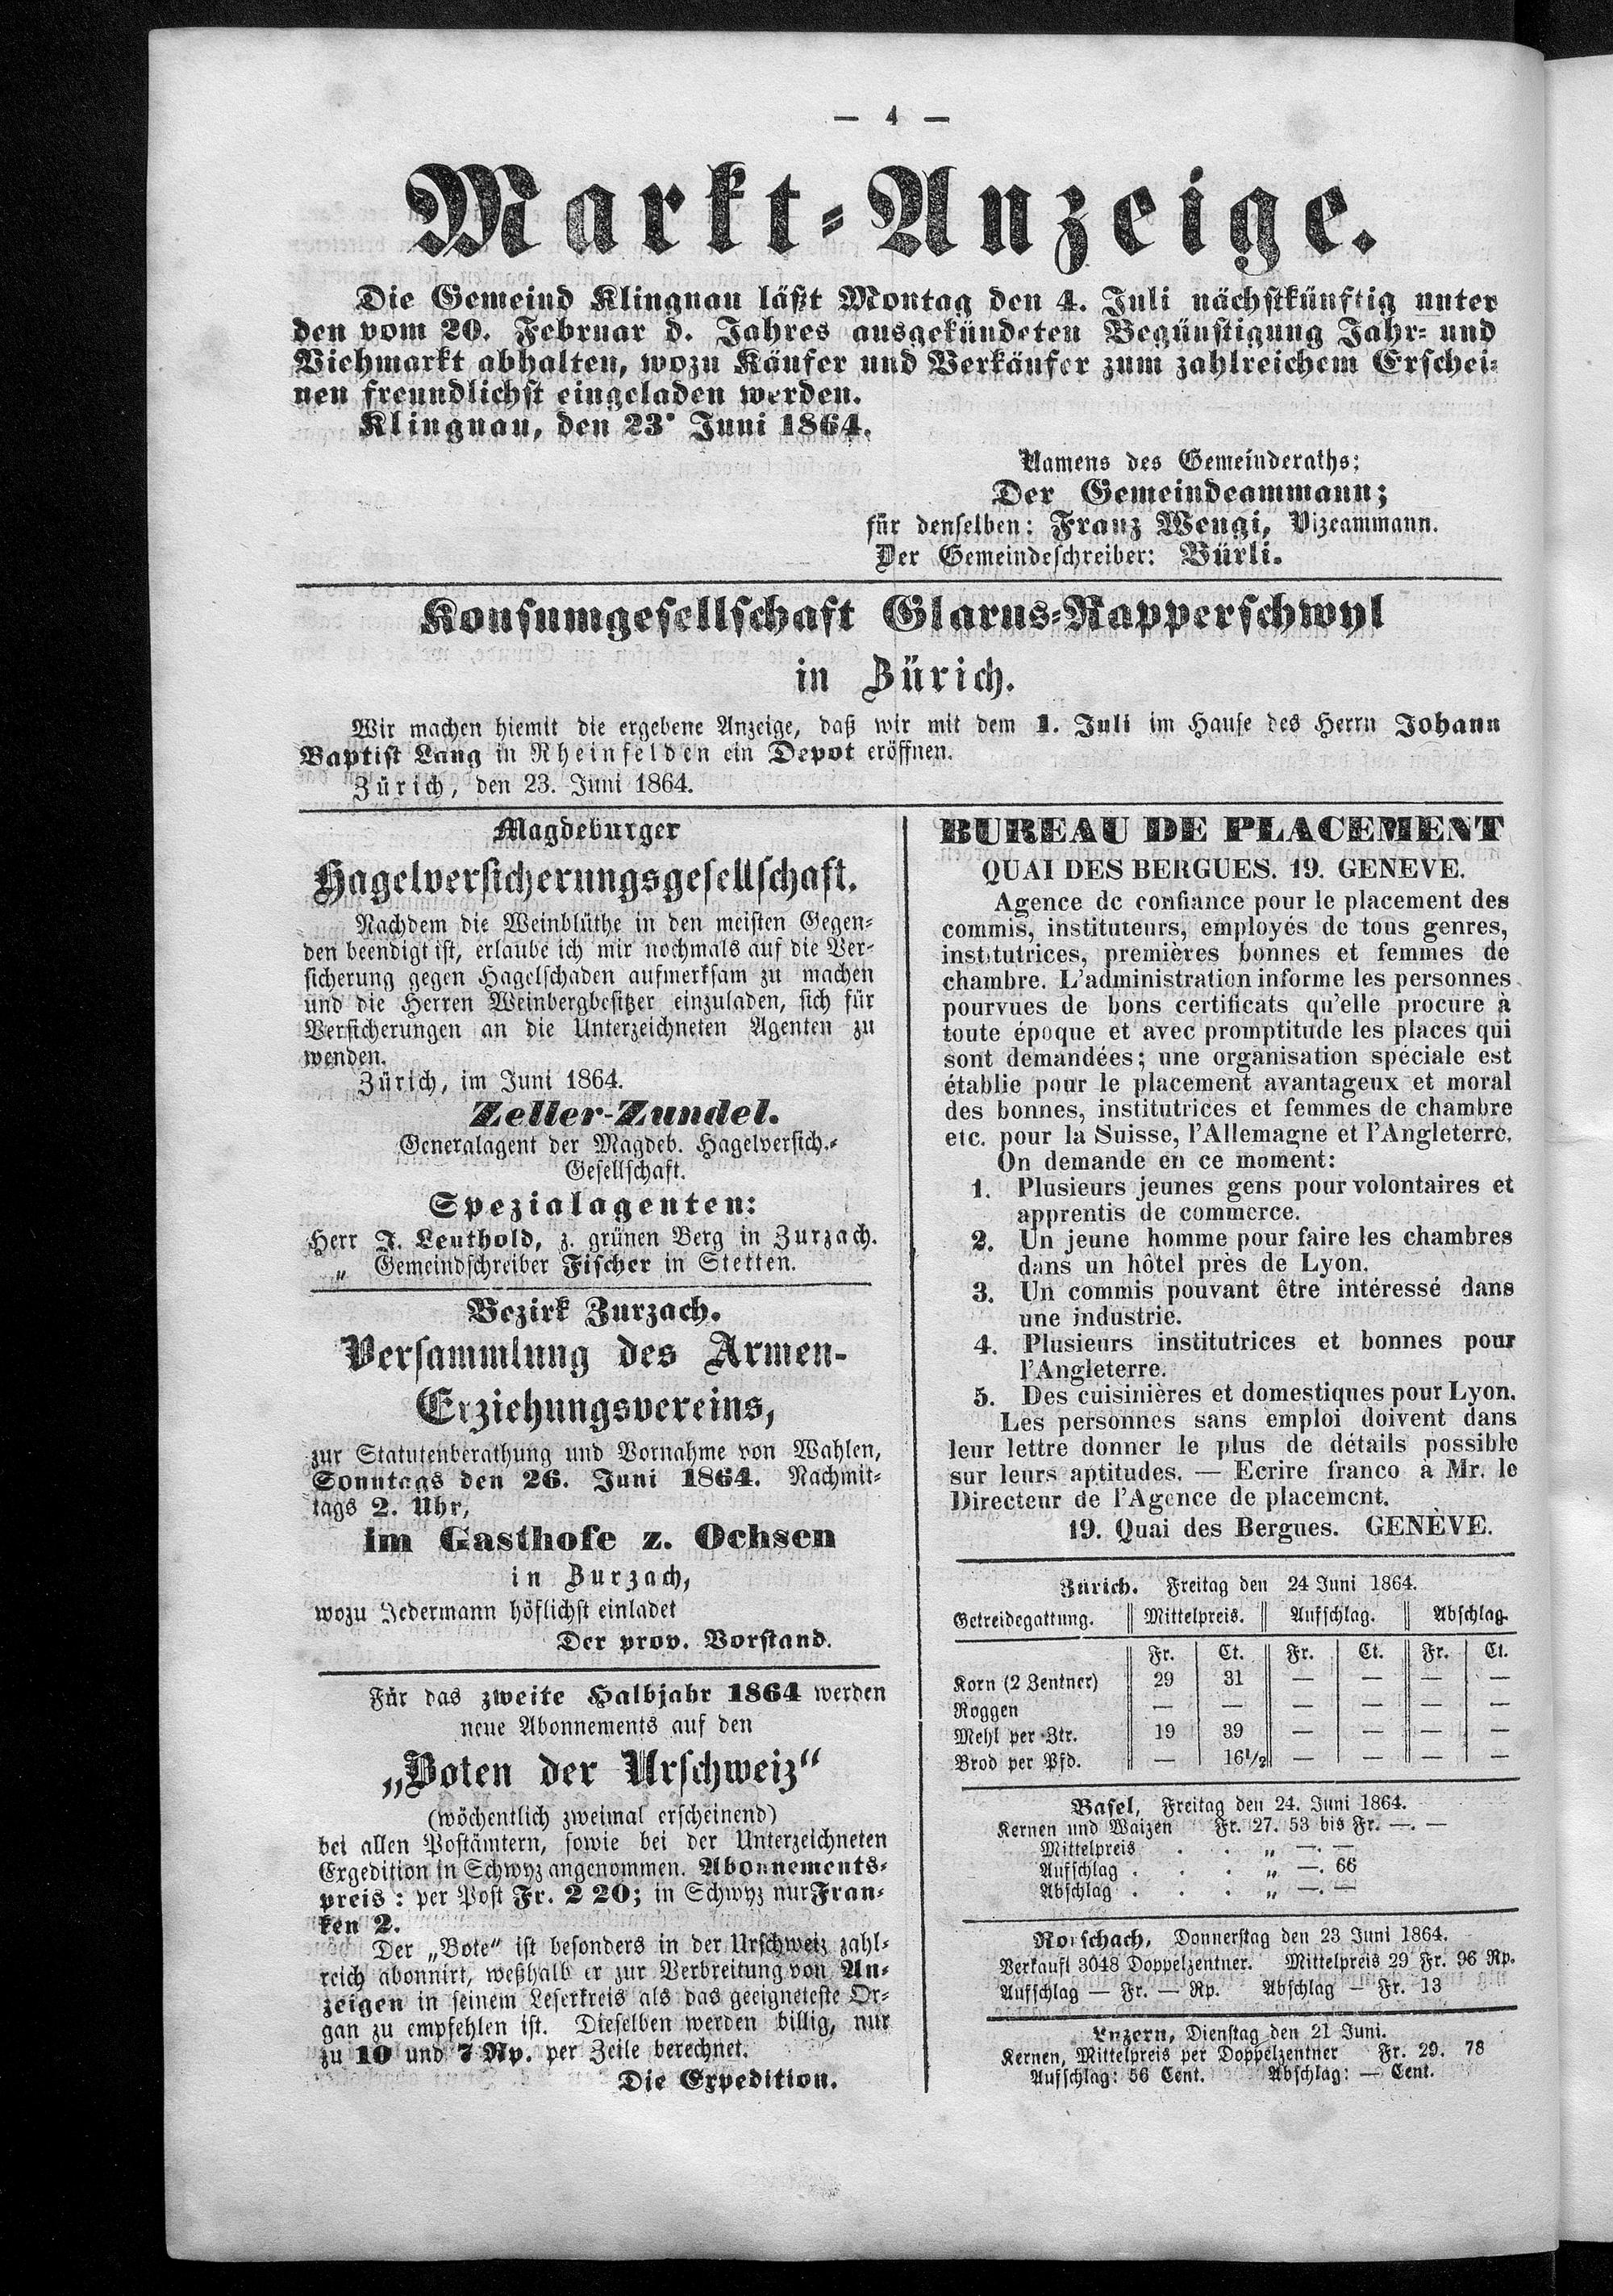 — 4 —
Markt-Anzeige.
Die Gemeind Klingnau läßt Montag den 4. Juli nächstkünftig unter
den vom 20. Februar d. Jahres ausgekündeten Begünstigung Jahr- und
Viehmarkt abhalten, wozu Käufer und Verkäufer zum zahlreichem Erschei-
nen freundlichst eingeladen werden.
Klingnau, den 23. Juni 1864.
Namens des Gemeinderaths;
Der Gemeindeammann;
für denselben: Franz Wengi, Vizeammann.
Der Gemeindeschreiber: Bürli.
Konsumgesellschaft Glarus-Rapperschwyl
in Zürich.
Wir machen hiemit die ergebene Anzeige, daß wir mit dem 1. Juli im Hause des Herrn Johann
Baptist Lang in Rheinfelden ein Depot eröffnen.
Zürich, den 23. Juni 1864.
Magdeburger
Hagelversicherungsgesellschaft.
Nachdem die Weinblüthe in den meisten Gegen-
den beendigt ist, erlaube ich mir nochmals auf die Ver-
sicherung gegen Hagelschaden aufmerksam zu machen
und die Herren Weinbergbesitzer einzuladen, sich für
Versicherungen an die Unterzeichneten Agenten zu
wenden.
Zürich, im Juni 1864.
Zeller-Zundel.
Generalagent der Magdeb. Hagelversich.-
Gesellschaft.
Spezialagenten:
Herr J. Leuthold, z. grünen Berg in Zurzach.
„ Gemeindschreiber Fischer in Stetten.
Bezirk Zurzach.
Versammlung des Armen-
Erziehungsvereins,
zur Statutenberathung und Vornahme von Wahlen,
Sonntags den 26. Juni 1864. Nachmit-
tags 2. Uhr,
im Gasthofe z. Ochsen
in Zurzach,
wozu Jedermann höflichst einladet
Der prov. Vorstand.
Für das zweite Halbjahr 1864 werden
neue Abonnements auf den
„Boten der Urschweiz“
(wöchentlich zweimal erscheinend)
bei allen Postämtern, sowie bei der Unterzeichneten
Ergedition in Schwyz angenommen. Abonnements-
preis: per Post Fr. 2 20; in Schwyz nur Fran-
ken 2.
Der „Bote“ ist besonders in der Urschweiz zahl-
reich abonnirt, weßhalb er zur Verbreitung von An-
zeigen in seinem Leserkreis als das geeigneteste Or-
gan zu empfehlen ist. Dieselben werden billig, nur
zu 10 und 7 Rp. per Zeile berechnet.
Die Expedition.
BUREAU DE PLACEMENT
QUAI DES BERGUES. 19. GENEVE.
Agence de confiance pour le placement des
commis, instituteurs, employés de tous genres,
institutrices, premières bonnes et femmes de
chambre. L'administration informe les personnes
pourvues de bons certificats qu'elle procure à
toute époque et avec promptitude les places qui
sont demandées; une organisation spéciale est
établie pour le placement avantageux et moral
des bonnes, institutrices et femmes de chambre
etc. pour la Suisse, l'Allemagne et l'Angleterre.
On demande en ce moment:
1. Plusieurs jeunes gens pour volontaires et
apprentis de commerce.
2. Un jeune homme pour faire les chambres
dans un hôtel près de Lyon.
3. Un commis pouvant être intéressé dans
une industrie.
4. Plusieurs institutrices et bonnes pour
l'Angleterre.
5. Des cuisinières et domestiques pour Lyon.
Les personnes sans emploi doivent dans
leur lettre donner le plus de détails possible
sur leurs aptitudes. — Ecrire franco à Mr. le
Directeur de l'Agence de placement.
19. Quai des Bergues. GENÈVE.
Zürich. Freitag den 24 Juni 1864.
Getreidegattung. Mittelpreis. Aufschlag. Abschlag.
Fr. Ct. Fr. Ct. Fr. Ct.
Korn (2 Zentner) 29 31 — — — —
Roggen — — — — — —
Mehl per Ztr. 19 39 — — — —
Brod per Pfd. — 16½ — — — —
Basel, Freitag den 24. Juni 1864.
Kernen und Waizen Fr. 27. 53 bis Fr. —. —
Mittelpreis . . „ —. —
Aufschlag . . . „ —. 66
Abschlag . . . „ —. —
Rorschach, Donnerstag den 23 Juni 1864.
Verkauft 3048 Doppelzentner. Mittelpreis 29 Fr. 96 Rp.
Aufschlag — Fr. — Rp. Abschlag — Fr. 13
Luzern, Dienstag den 21 Juni.
Kernen, Mittelpreis per Doppelzentner Fr. 29. 78
Aufschlag: 56 Cent. Abschlag: — Cent.